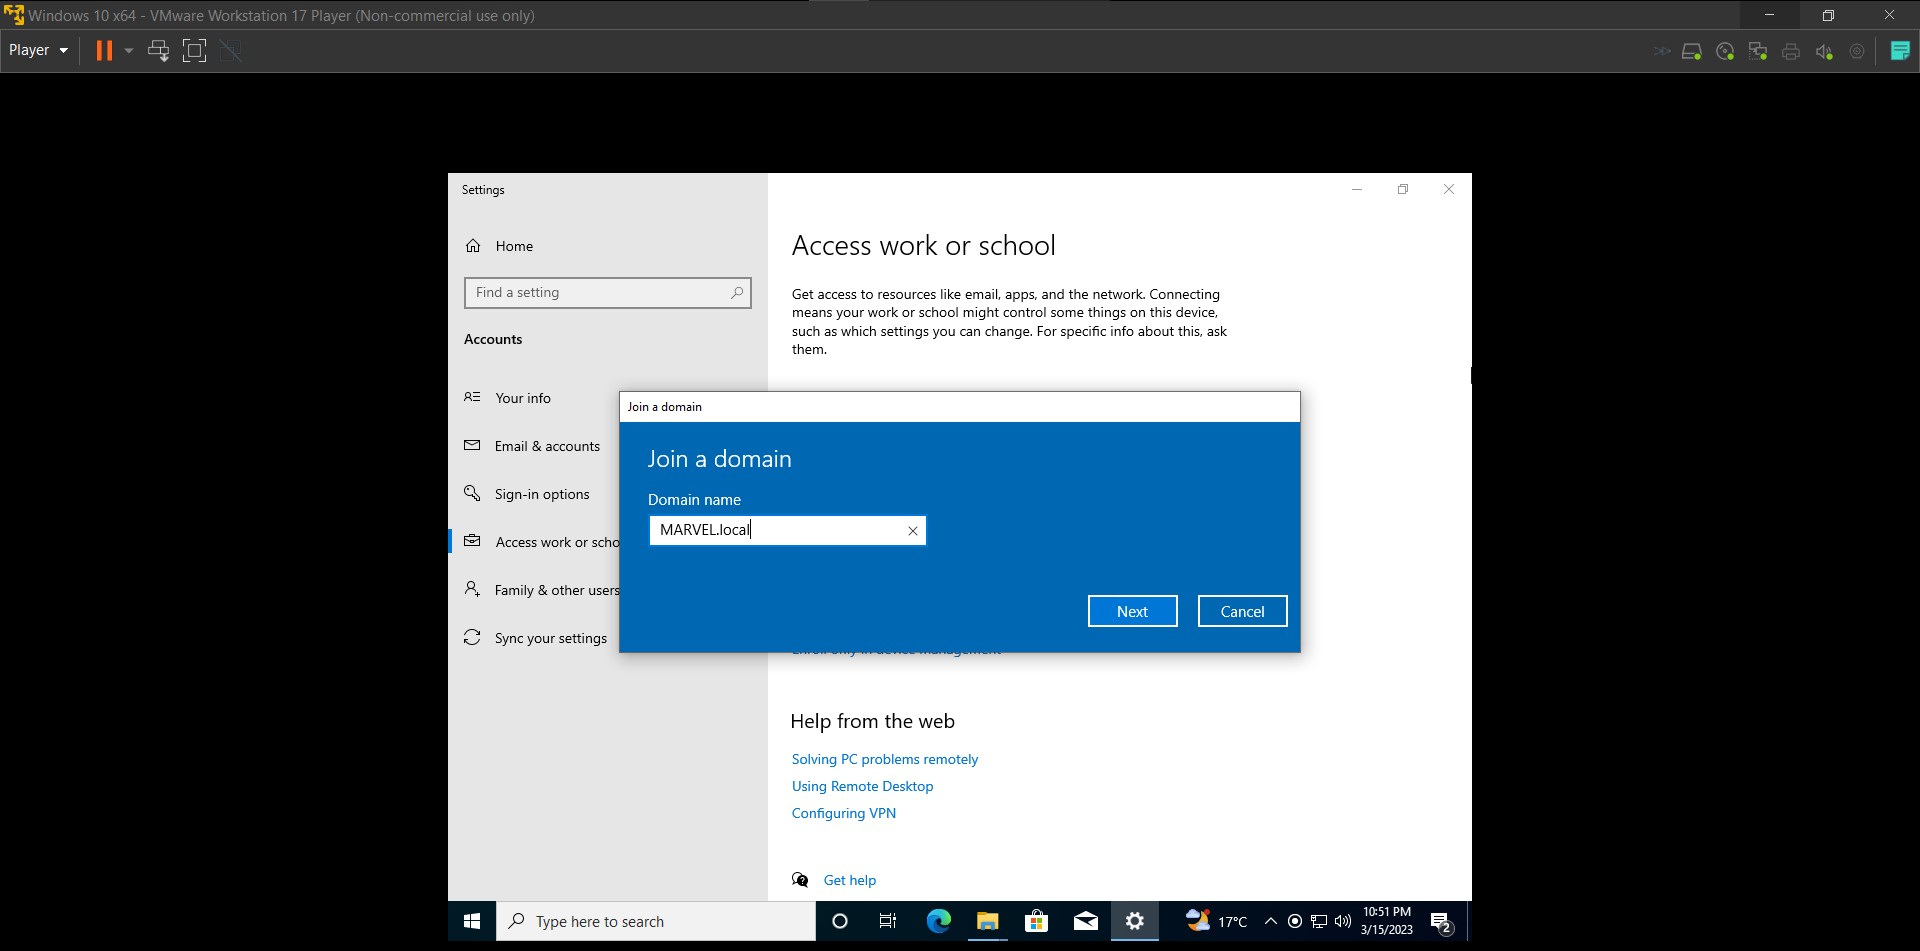 Windows 10 x64 - VMware Workstation 17 Player (Non-commercial use only)
Player
Settings
Home
Find a setting
Accounts
Your info
Email & accounts
Sign-in options
Access work or scho
Family & other users
Sync your settings
Access work or school
Get access to resources like email, apps, and the network. Connecting
means your work or school might control some things on this device,
such as which settings you can change. For specific info about this, ask
them.
Join a domain
Join a domain
Domain name
MARVEL.local
Next
Cancel
Enroll only in device management
Help from the web
Solving PC problems remotely
Using Remote Desktop
Configuring VPN
Get help
Type here to search
17°C
10:51 PM
3/15/2023
2